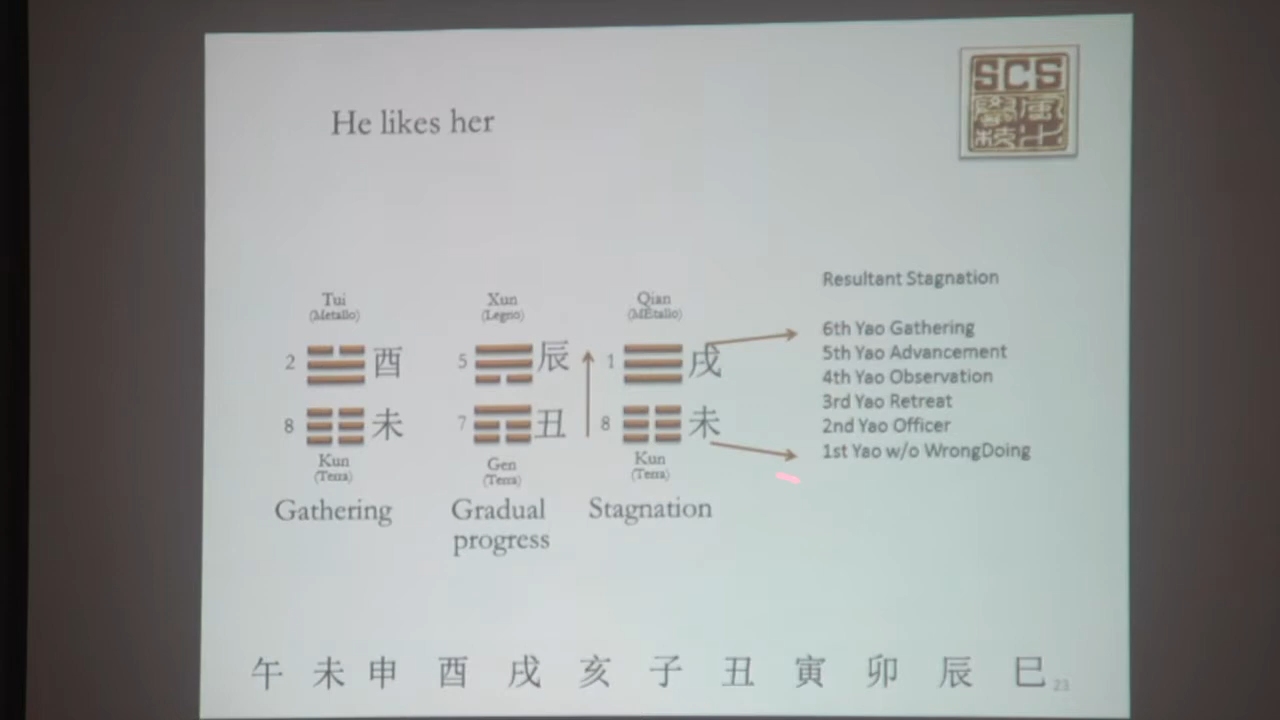 SCS
He likes her
Resultant Stagnation
Tui
(Metallo)
Xun
(Legno)
Qian
(MEtallo)
6th Yao Gathering
2 酉
5 辰
1 戌
5th Yao Advancement
4th Yao Observation
3rd Yao Retreat
8 未
7 丑
8 未
2nd Yao Officer
1st Yao w/o WrongDoing
Kun
(Terra)
Gen
(Terra)
Kun
(Terra)
Gathering
Gradual
progress
Stagnation
午 未 申 酉 戌 亥 子 丑 寅 卯 辰 巳
23